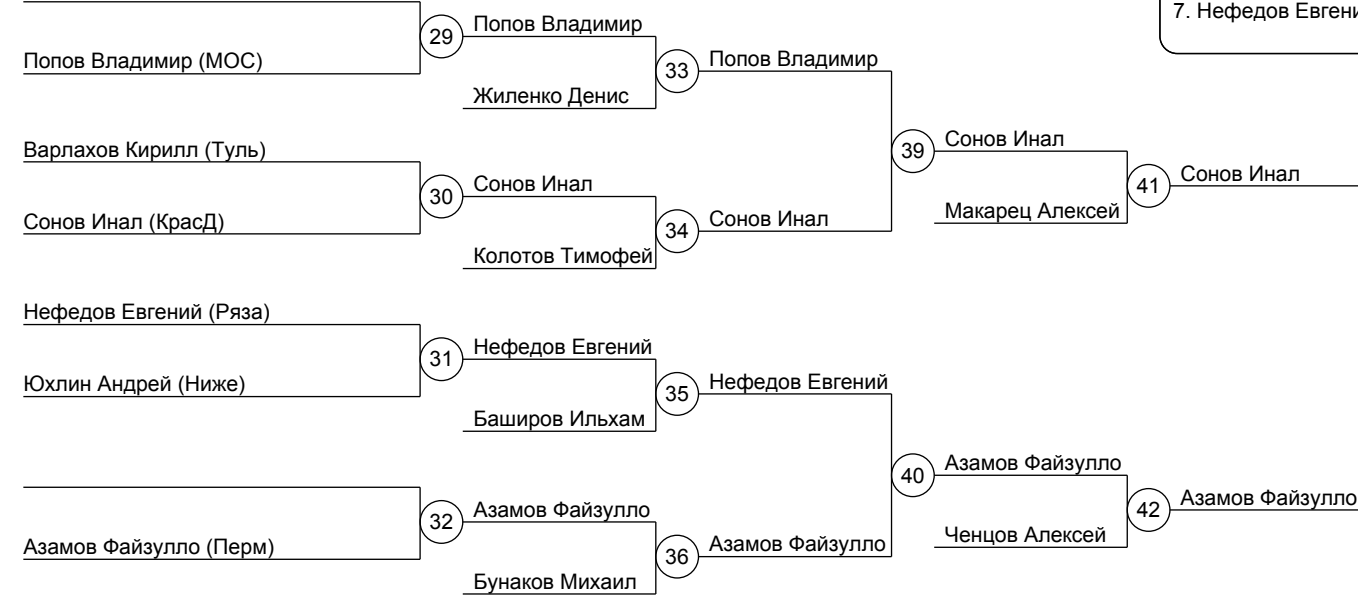 7. Нефедов Евгени
29
Попов Владимир
Попов Владимир (МОС)
33
Попов Владимир
Жиленко Денис
Варлахов Кирилл (Туль)
39
Сонов Инал
30
Сонов Инал
41
Сонов Инал
Сонов Инал (КрасД)
34
Сонов Инал
Макарец Алексей
Колотов Тимофей
Нефедов Евгений (Ряза)
31
Нефедов Евгений
Юхлин Андрей (Ниже)
35
Нефедов Евгений
Баширов Ильхам
40
Азамов Файзулло
32
Азамов Файзулло
42
Азамов Файзулло
Азамов Файзулло (Перм)
36
Азамов Файзулло
Ченцов Алексей
Бунаков Михаил